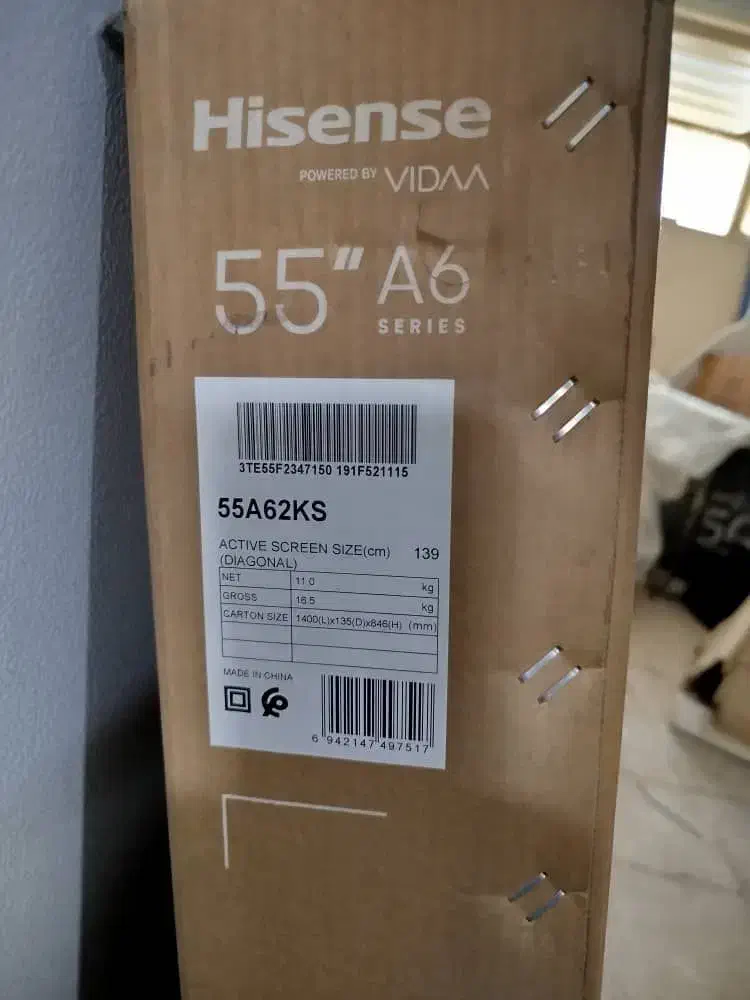 Hisense
POWERED BY VIDAA
55" A6
SERIES
3TE55F2347150 191F521115
55A62KS
ACTIVE SCREEN SIZE(cm) 139
(DIAGONAL)
NET 11.0 kg
GROSS 16.5 kg
CARTON SIZE 1400(L)x135(D)x846(H) (mm)
MADE IN CHINA
6 942147 497517